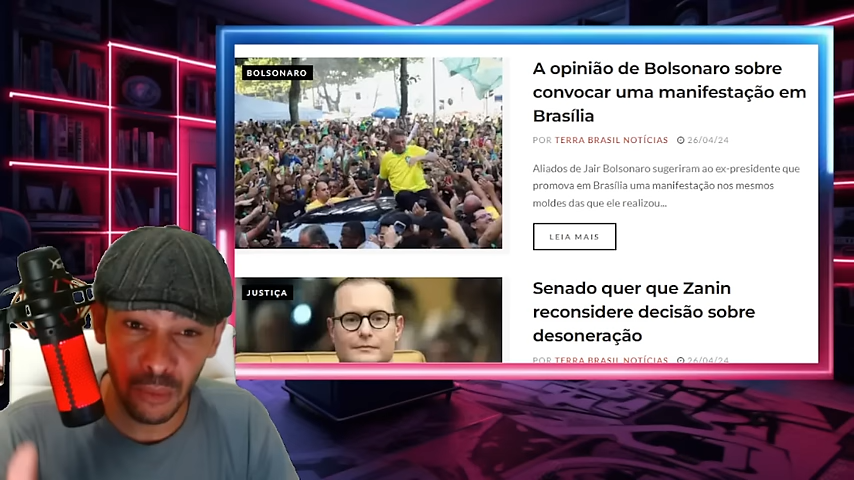 BOLSONARO
A opinião de Bolsonaro sobre
convocar uma manifestação em
Brasília
POR TERRA BRASIL NOTÍCIAS 26/04/24
Aliados de Jair Bolsonaro sugeriram ao ex-presidente que
promova em Brasília uma manifestação nos mesmos
moldes das que ele realizou...
LEIA MAIS
JUSTIÇA
Senado quer que Zanin
reconsidere decisão sobre
desoneração
POR TERRA BRASIL NOTÍCIAS 26/04/24